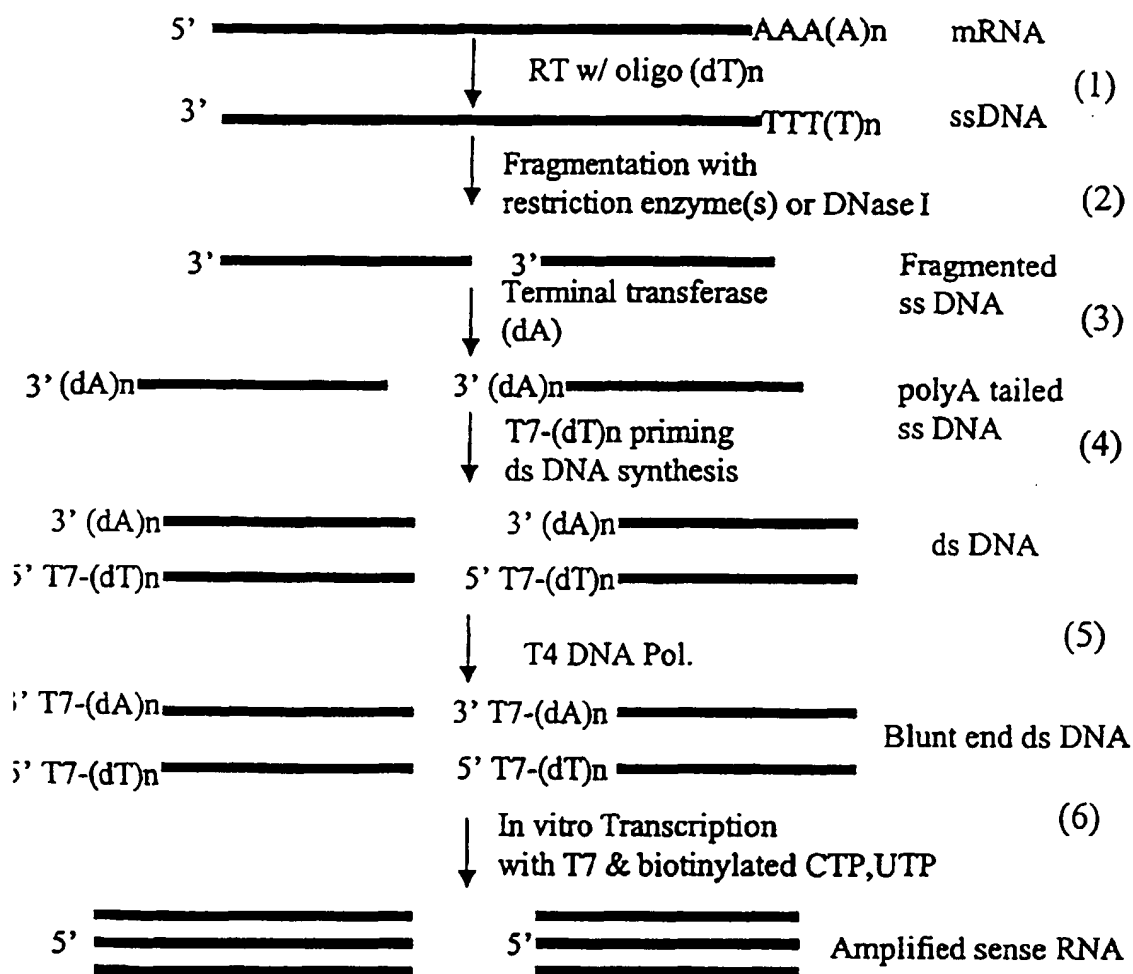 5' AAA(A)n mRNA
RT w/ oligo (dT)n
(1)
3' TTT(T)n ssDNA
Fragmentation with
restriction enzyme(s) or DNase I
(2)
3' 3' Fragmented
ss DNA
Terminal transferase
(dA)
(3)
3' (dA)n 3' (dA)n polyA tailed
ss DNA
T7-(dT)n priming
ds DNA synthesis
(4)
3' (dA)n 3' (dA)n
ds DNA
5' T7-(dT)n 5' T7-(dT)n
(5)
T4 DNA Pol.
3' T7-(dA)n 3' T7-(dA)n
Blunt end ds DNA
5' T7-(dT)n 5' T7-(dT)n
(6)
In vitro Transcription
with T7 & biotinylated CTP,UTP
5' 5' Amplified sense RNA